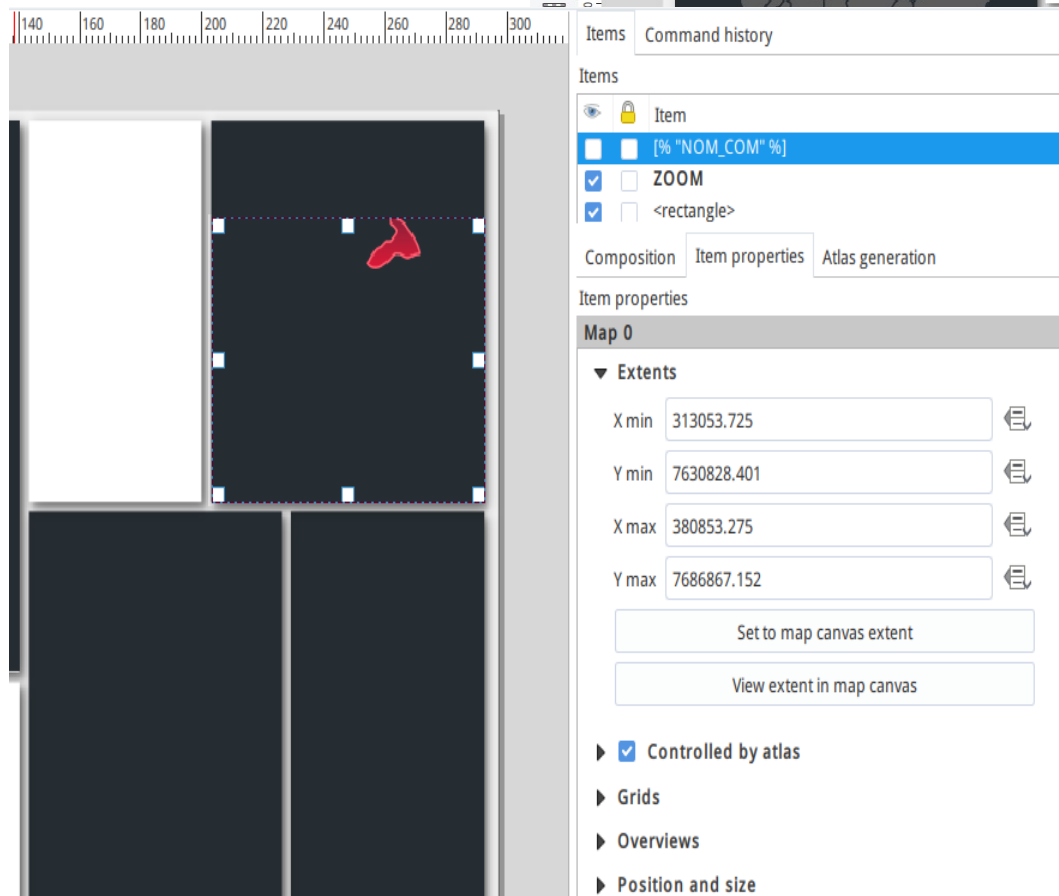 140 160 180 200 220 240 260 280 300
Items Command history
Items
Item
[% "NOM_COM" %]
ZOOM
<rectangle>
Composition Item properties Atlas generation
Item properties
Map 0
Extents
X min 313053.725
Y min 7630828.401
X max 380853.275
Y max 7686867.152
Set to map canvas extent
View extent in map canvas
Controlled by atlas
Grids
Overviews
Position and size